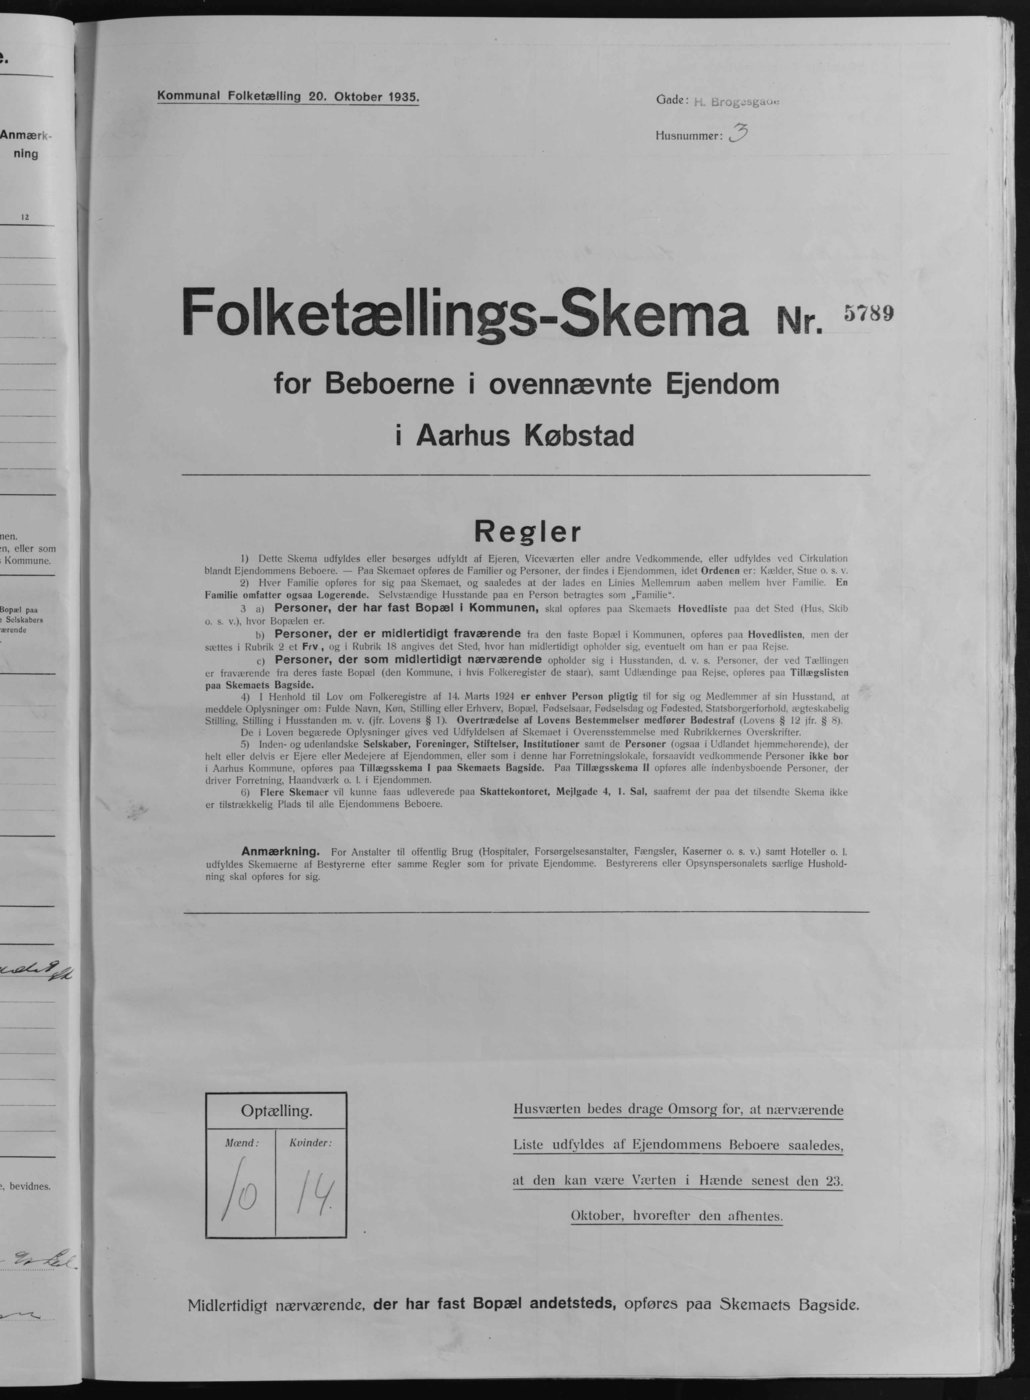 e.
Anmærk-
ning
12
nen.
en, eller som
Kommune.
Bopæl paa
Selskabers
værende
e, bevidnes.
Kommunal Folketælling 20. Oktober 1935.
Gade: H. Brogesgade
Husnummer: 3
Folketællings-Skema Nr. 5789
for Beboerne i ovennævnte Ejendom
i Aarhus Købstad
Regler
1) Dette Skema udfyldes eller besørges udfyldt af Ejeren, Viceværten eller andre Vedkommende, eller udfyldes ved Cirkulation
blandt Ejendommens Beboere. — Paa Skemaet opføres de Familier og Personer, der findes i Ejendommen, idet Ordenen er: Kælder, Stue o. s. v.
2) Hver Familie opføres for sig paa Skemaet, og saaledes at der lades en Linies Mellemrum aaben mellem hver Familie. En
Familie omfatter ogsaa Logerende. Selvstændige Husstande paa en Person betragtes som „Familie“.
3 a) Personer, der har fast Bopæl i Kommunen, skal opføres paa Skemaets Hovedliste paa det Sted (Hus, Skib
o. s. v.), hvor Bopælen er.
b) Personer, der er midlertidigt fraværende fra den faste Bopæl i Kommunen, opføres paa Hovedlisten, men der
sættes i Rubrik 2 et Frv., og i Rubrik 18 angives det Sted, hvor han midlertidigt opholder sig, eventuelt om han er paa Rejse.
c) Personer, der som midlertidigt nærværende opholder sig i Husstanden, d. v. s. Personer, der ved Tællingen
er fraværende fra deres faste Bopæl (den Kommune, i hvis Folkeregister de staar), samt Udlændinge paa Rejse, opføres paa Tillægslisten
paa Skemaets Bagside.
4) I Henhold til Lov om Folkeregistre af 14. Marts 1924 er enhver Person pligtig til for sig og Medlemmer af sin Husstand, at
meddele Oplysninger om: Fulde Navn, Køn, Stilling eller Erhverv, Bopæl, Fødselsaar, Fødselsdag og Fødested, Statsborgerforhold, ægteskabelig
Stilling, Stilling i Husstanden m. v. (jfr. Lovens § 1). Overtrædelse af Lovens Bestemmelser medfører Bødestraf (Lovens § 12 jfr. § 8).
De i Loven begærede Oplysninger gives ved Udfyldelsen af Skemaet i Overensstemmelse med Rubrikkernes Overskrifter.
5) Inden- og udenlandske Selskaber, Foreninger, Stiftelser, Institutioner samt de Personer (ogsaa i Udlandet hjemmehørende), der
helt eller delvis er Ejere eller Medejere af Ejendommen, eller som i denne har Forretningslokale, forsaavidt vedkommende Personer ikke bor
i Aarhus Kommune, opføres paa Tillægsskema I paa Skemaets Bagside. Paa Tillægsskema II opføres alle indenbysboende Personer, der
driver Forretning, Haandværk o. l. i Ejendommen.
6) Flere Skemaer vil kunne faas udleverede paa Skattekontoret, Mejlgade 4, 1. Sal, saafremt der paa det tilsendte Skema ikke
er tilstrækkelig Plads til alle Ejendommens Beboere.
Anmærkning. For Anstalter til offentlig Brug (Hospitaler, Forsørgelsesanstalter, Fængsler, Kaserner o. s. v.) samt Hoteller o. l.
udfyldes Skemaerne af Bestyrerne efter samme Regler som for private Ejendomme. Bestyrerens eller Opsynspersonalets særlige Hushold-
ning skal opføres for sig.
Optælling.
Mænd: Kvinder:
10 14.
Husværten bedes drage Omsorg for, at nærværende
Liste udfyldes af Ejendommens Beboere saaledes,
at den kan være Værten i Hænde senest den 23.
Oktober, hvorefter den afhentes.
Midlertidigt nærværende, der har fast Bopæl andetsteds, opføres paa Skemaets Bagside.